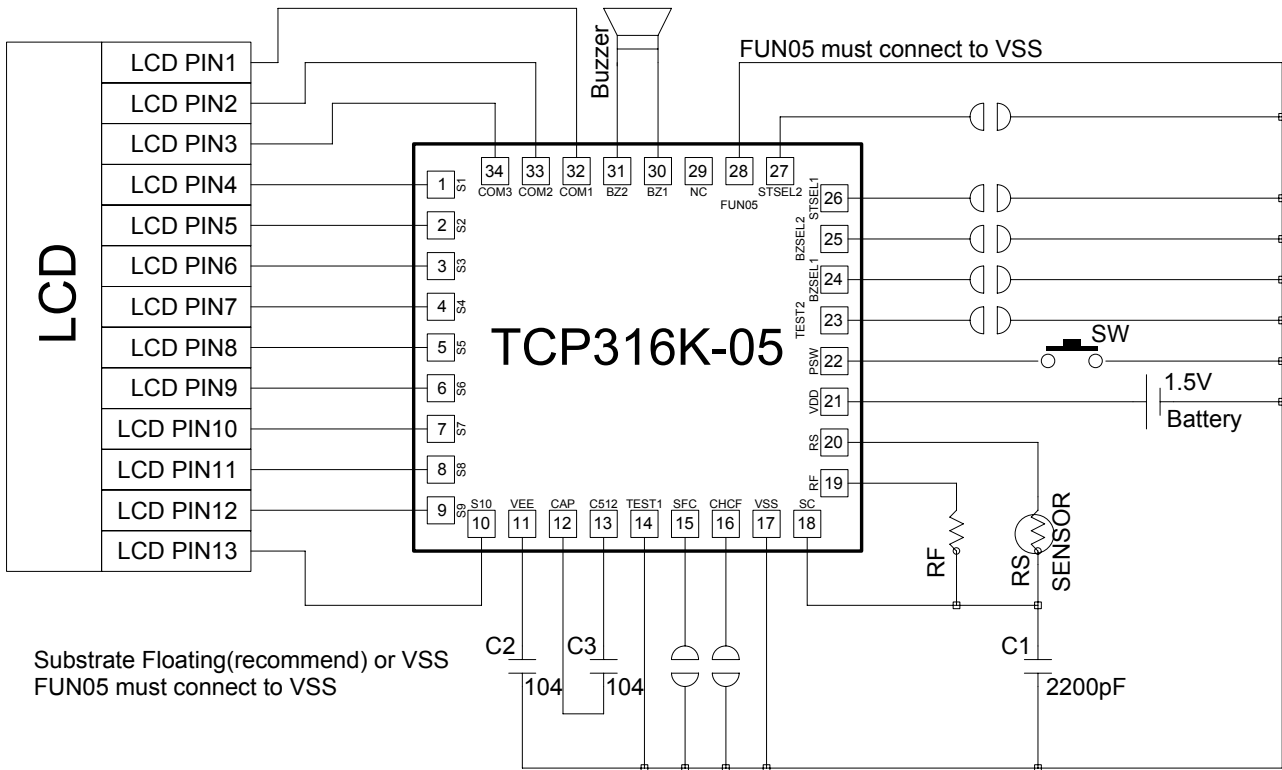 LCD
LCD PIN1
LCD PIN2
LCD PIN3
LCD PIN4
LCD PIN5
LCD PIN6
LCD PIN7
LCD PIN8
LCD PIN9
LCD PIN10
LCD PIN11
LCD PIN12
LCD PIN13
Buzzer
FUN05 must connect to VSS
34 33 32 31 30 29 28 27
COM3 COM2 COM1 BZ2 BZ1 NC FUN05 STSEL2
1 S1
2 S2
3 S3
4 S4
5 S5
6 S6
7 S7
8 S8
9 S9
TCP316K-05
STSEL1 26
BZSEL2 25
BZSEL1 24
TEST2 23
PSW 22
VDD 21
RS 20
RF 19
S10 VEE CAP C512 TEST1 SFC CHCF VSS SC
10 11 12 13 14 15 16 17 18
SW
1.5V
Battery
RF
RS
SENSOR
C2
104
C3
104
C1
2200pF
Substrate Floating(recommend) or VSS
FUN05 must connect to VSS